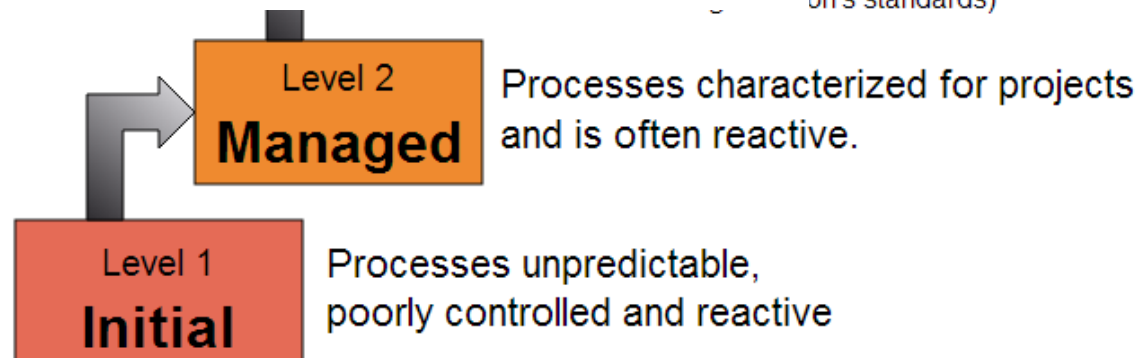 standards)
Level 2
Managed
Processes characterized for projects
and is often reactive.
Level 1
Initial
Processes unpredictable,
poorly controlled and reactive